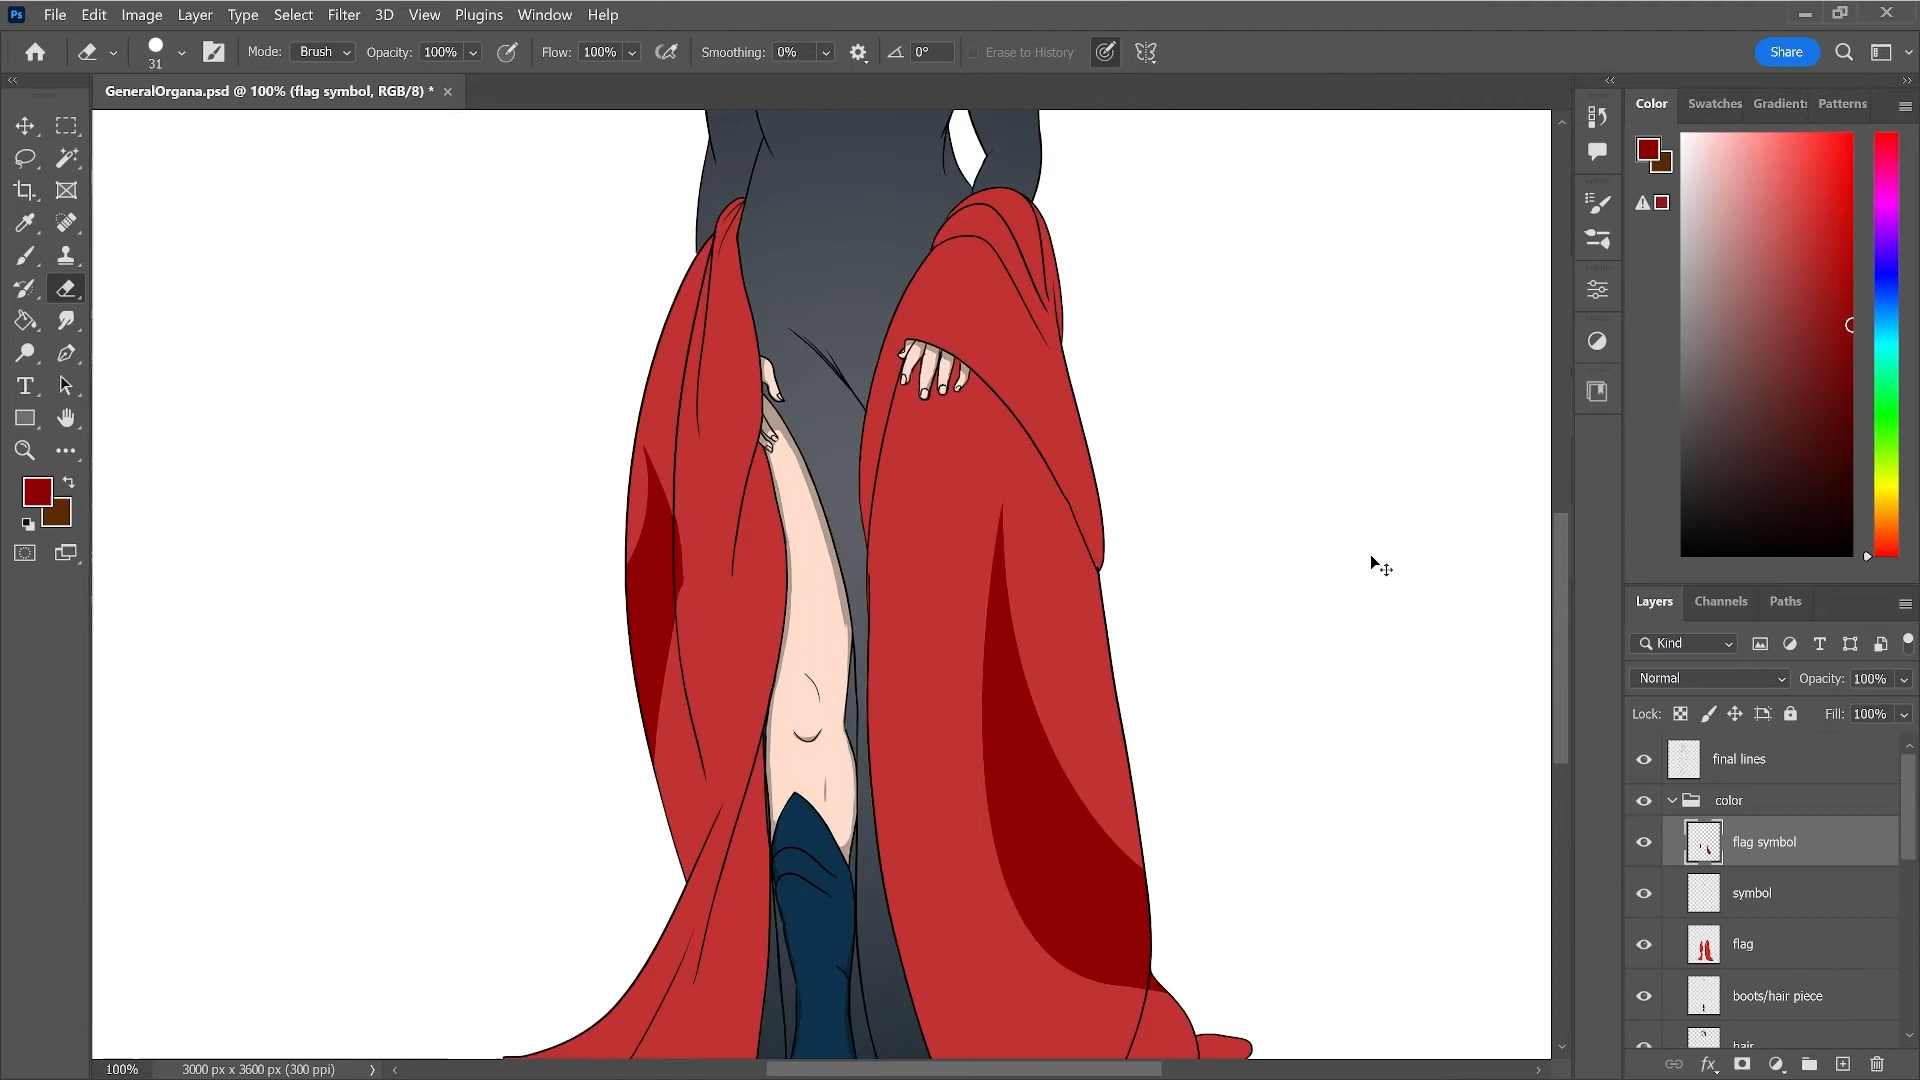 Ps File Edit Image Layer Type Select Filter 3D View Plugins Window Help
31 Mode: Brush Opacity: 100% Flow: 100% Smoothing: 0% 0° Erase to History Share
GeneralOrgana.psd @ 100% (flag symbol, RGB/8) *
Color Swatches Gradients Patterns
Layers Channels Paths
Kind
Normal Opacity: 100%
Lock: Fill: 100%
final lines
color
flag symbol
symbol
flag
boots/hair piece
hair
fx
100% 3000 px x 3600 px (300 ppi)